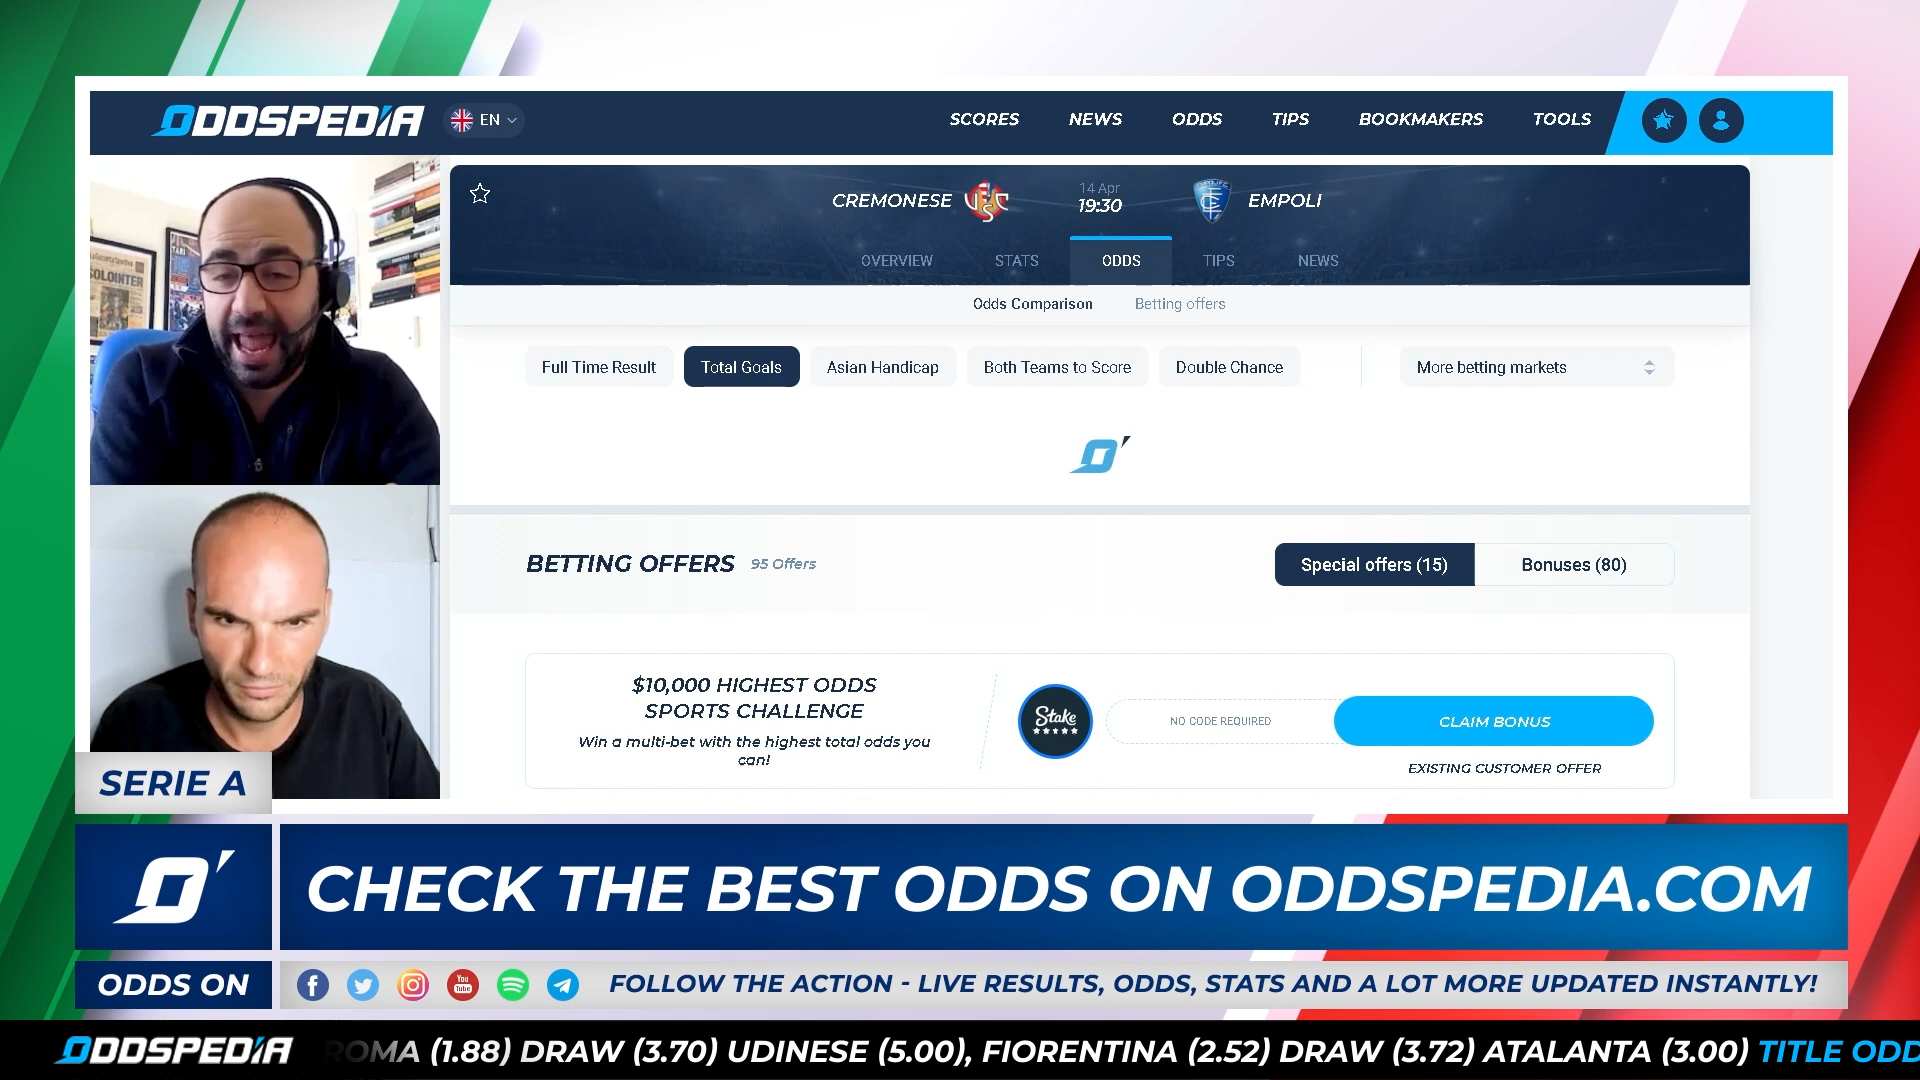 ODDSPEDIA
EN
SCORES NEWS ODDS TIPS BOOKMAKERS TOOLS
CREMONESE
14 Apr
19:30
EMPOLI
OVERVIEW STATS ODDS TIPS NEWS
Odds Comparison Betting offers
Full Time Result Total Goals Asian Handicap Both Teams to Score Double Chance More betting markets
BETTING OFFERS 95 Offers
Special offers (15) Bonuses (80)
$10,000 HIGHEST ODDS
SPORTS CHALLENGE
Win a multi-bet with the highest total odds you
can!
Stake
NO CODE REQUIRED
CLAIM BONUS
EXISTING CUSTOMER OFFER
SOLOINTER
SERIE A
CHECK THE BEST ODDS ON ODDSPEDIA.COM
ODDS ON
You
Tube
FOLLOW THE ACTION - LIVE RESULTS, ODDS, STATS AND A LOT MORE UPDATED INSTANTLY!
ODDSPEDIA
ROMA (1.88) DRAW (3.70) UDINESE (5.00), FIORENTINA (2.52) DRAW (3.72) ATALANTA (3.00) TITLE ODD